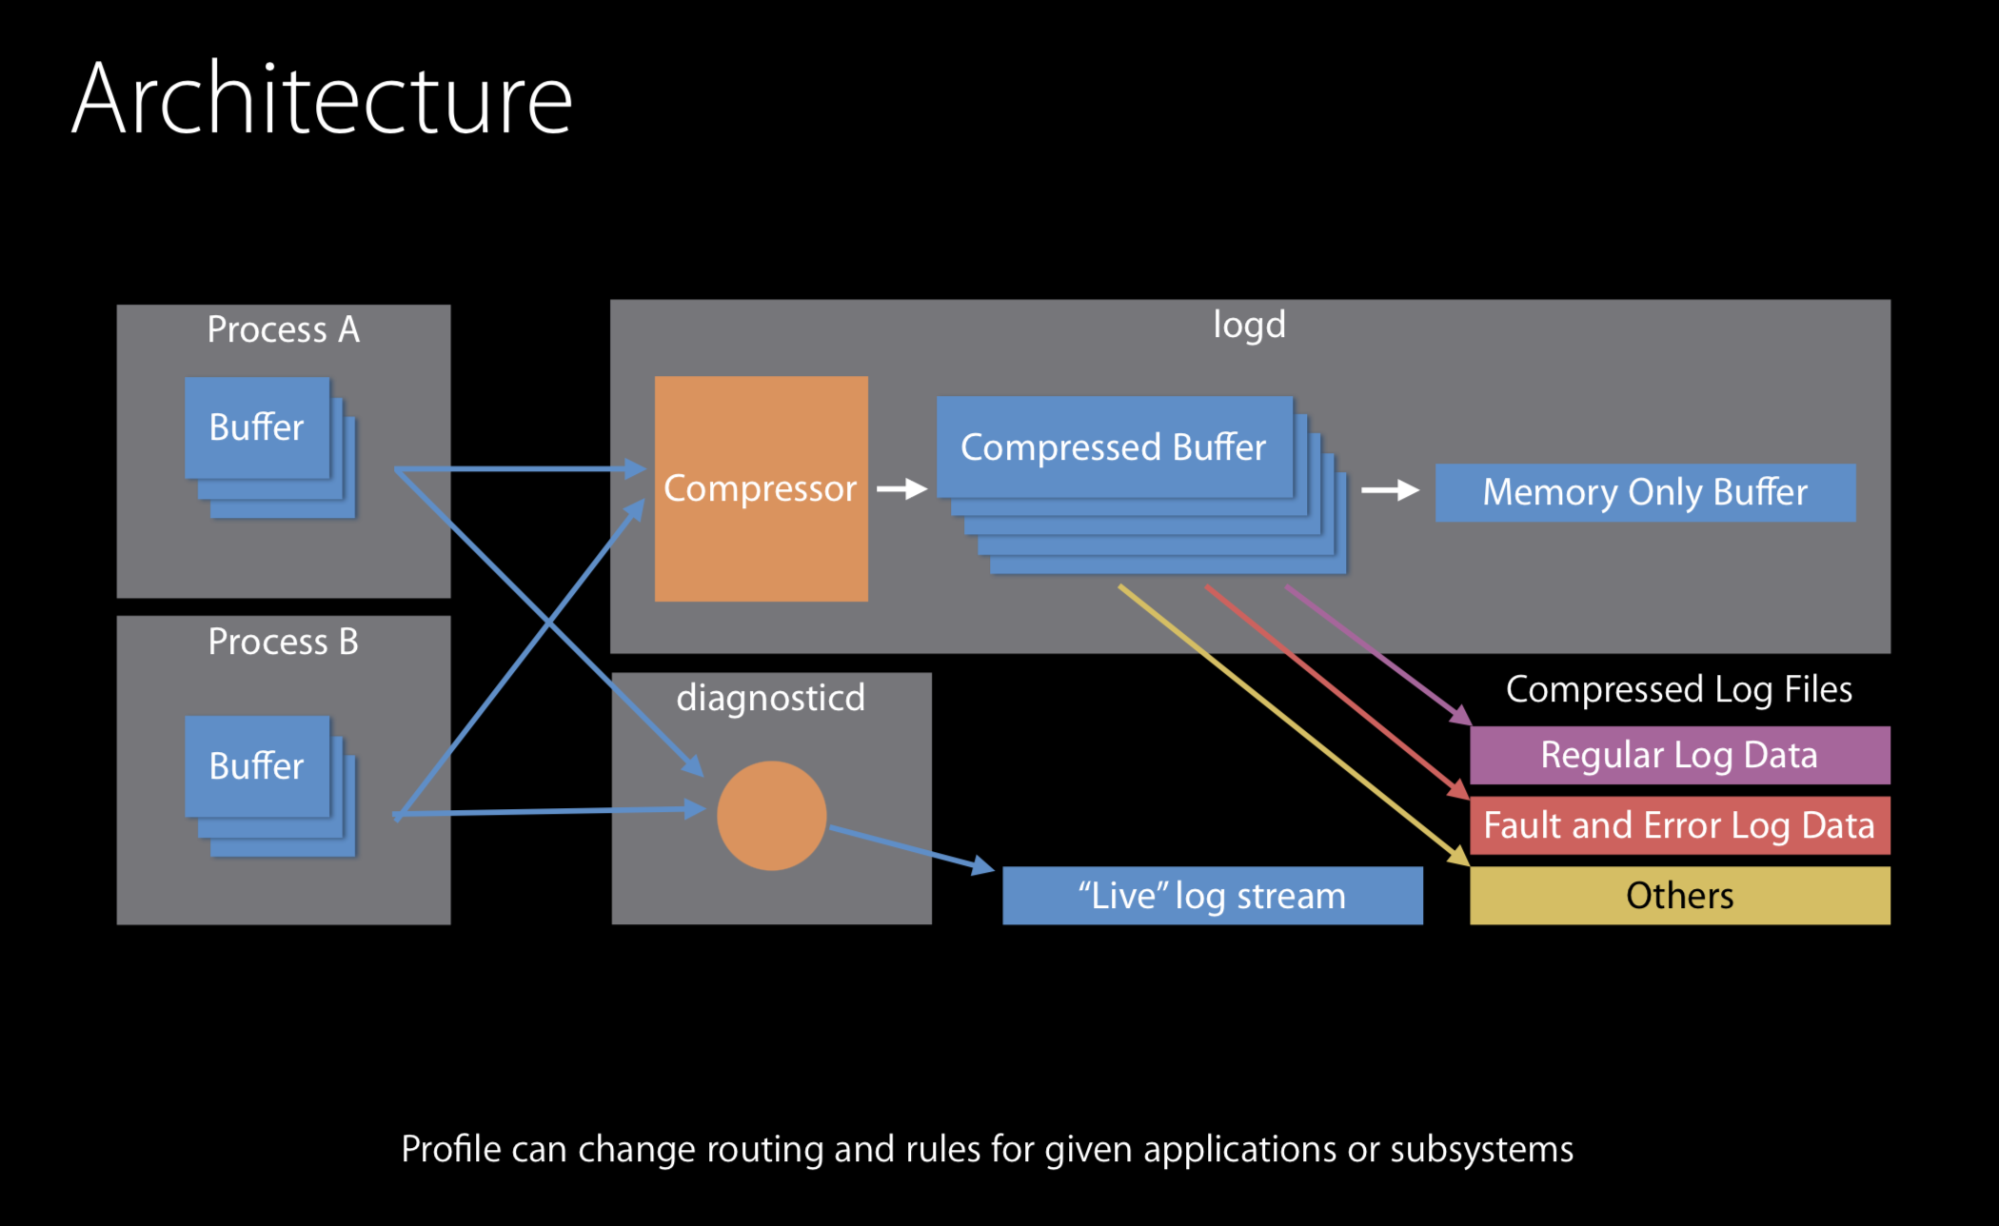 Architecture
Process A
Buffer
Process B
Buffer
logd
Compressor
Compressed Buffer
Memory Only Buffer
diagnosticd
“Live” log stream
Compressed Log Files
Regular Log Data
Fault and Error Log Data
Others
Profile can change routing and rules for given applications or subsystems